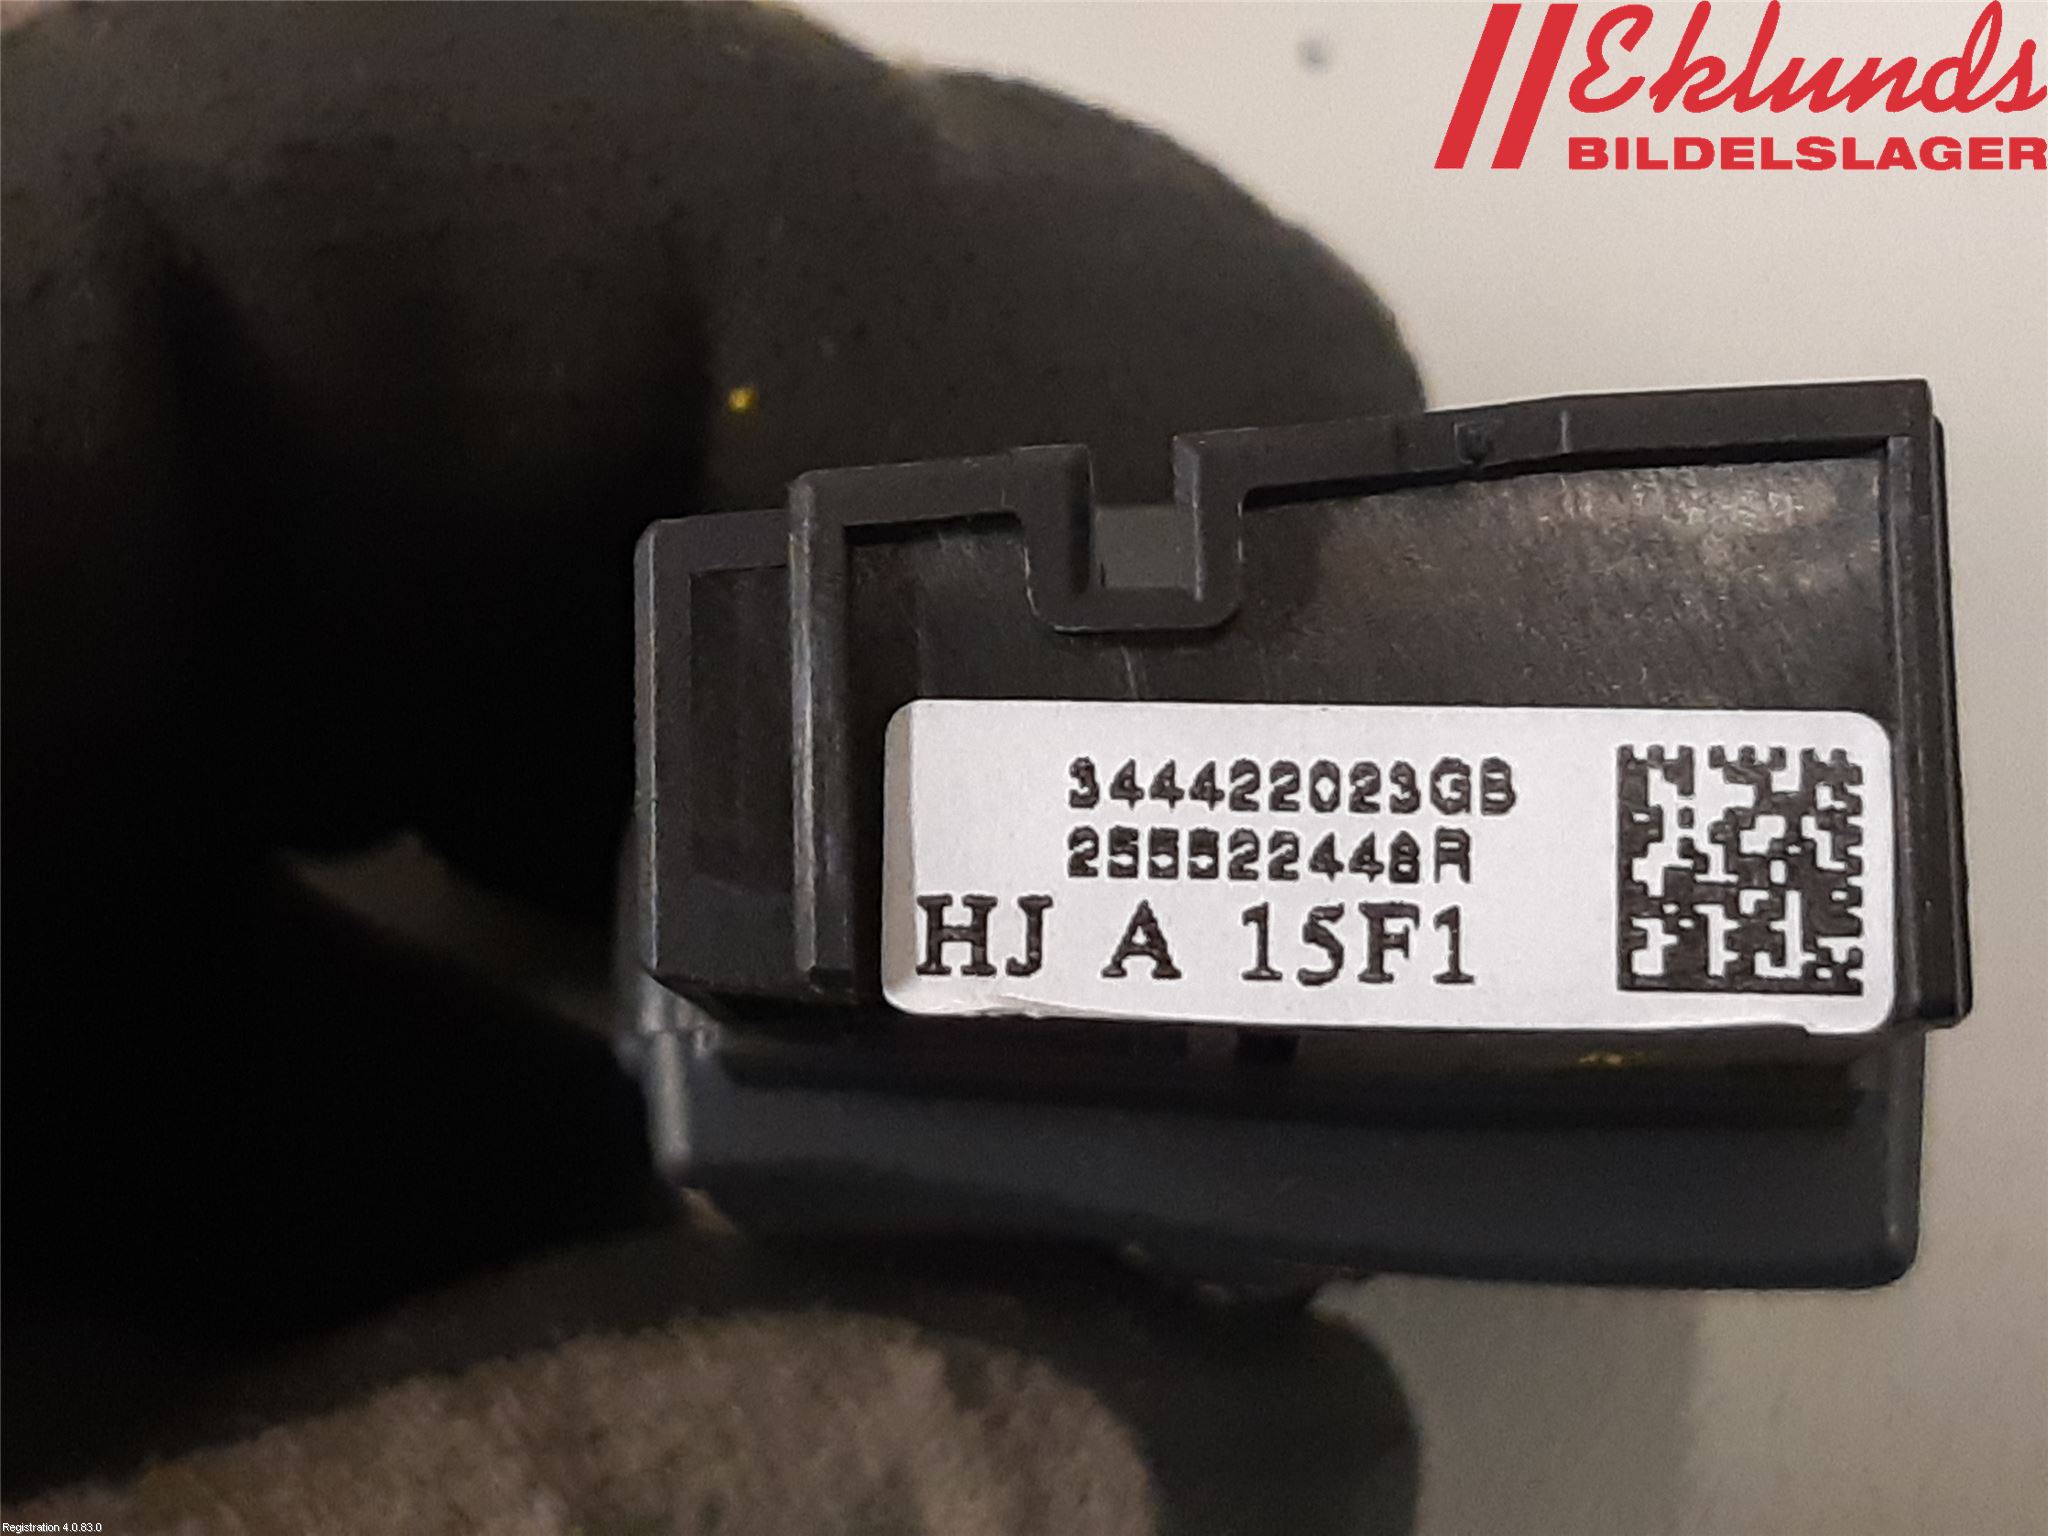 Eklunds
BILDELSLAGER
344422023GB
255522448R
HJ A 15F1
Registration 4.0.83.0